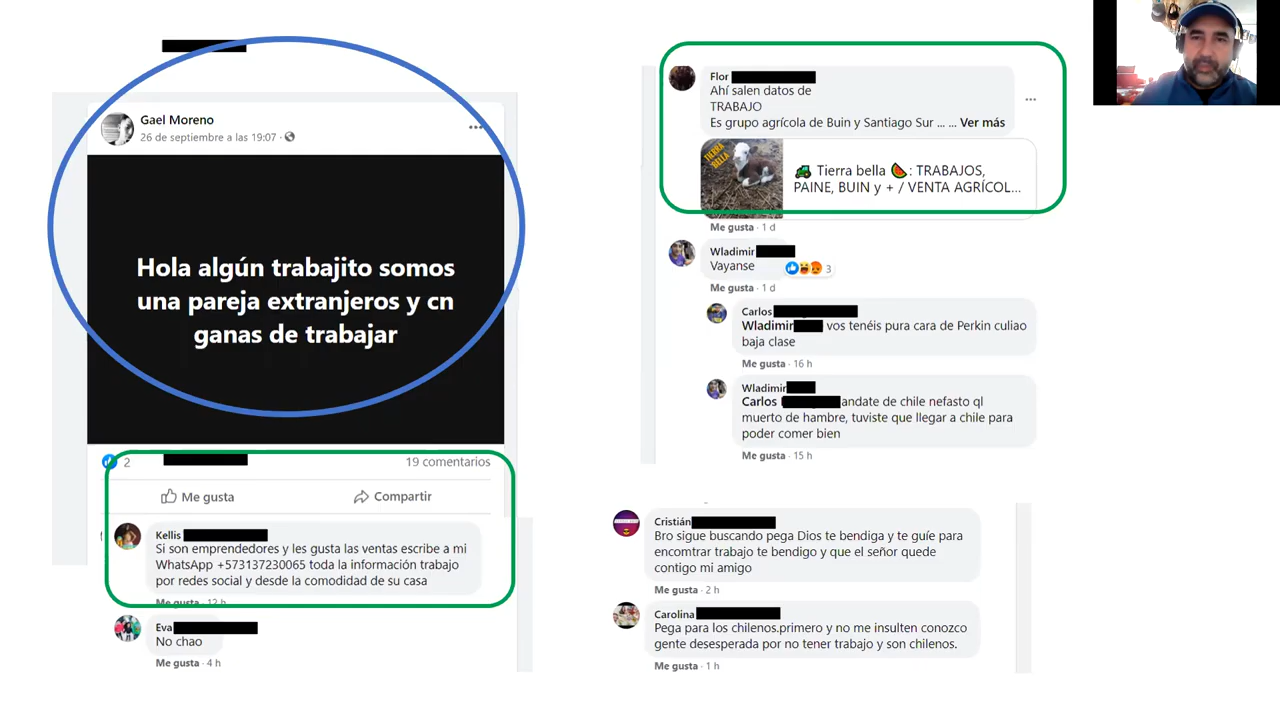 Gael Moreno
26 de septiembre a las 19:07 ·
Hola algún trabajito somos
una pareja extranjeros y cn
ganas de trabajar
2
19 comentarios
Me gusta
Compartir
Kellis
Si son emprendedores y les gusta las ventas escribe a mi
WhatsApp +573137230065 toda la información trabajo
por redes social y desde la comodidad de su casa
Me gusta · 12 h
Eva
No chao
Me gusta · 4 h
Flor
Ahí salen datos de
TRABAJO
Es grupo agrícola de Buin y Santiago Sur ... ... Ver más
TIERRA
BELLA
Tierra bella : TRABAJOS,
PAINE, BUIN y + / VENTA AGRÍCOL...
Me gusta · 1 d
Wladimir
Vayanse
3
Me gusta · 1 d
Carlos
Wladimir vos tenéis pura cara de Perkin culiao
baja clase
Me gusta · 16 h
Wladimir
Carlos andate de chile nefasto ql
muerto de hambre, tuviste que llegar a chile para
poder comer bien
Me gusta · 15 h
Cristián
Bro sigue buscando pega Dios te bendiga y te guíe para
encomtrar trabajo te bendigo y que el señor quede
contigo mi amigo
Me gusta · 2 h
Carolina
Pega para los chilenos.primero y no me insulten conozco
gente desesperada por no tener trabajo y son chilenos.
Me gusta · 1 h